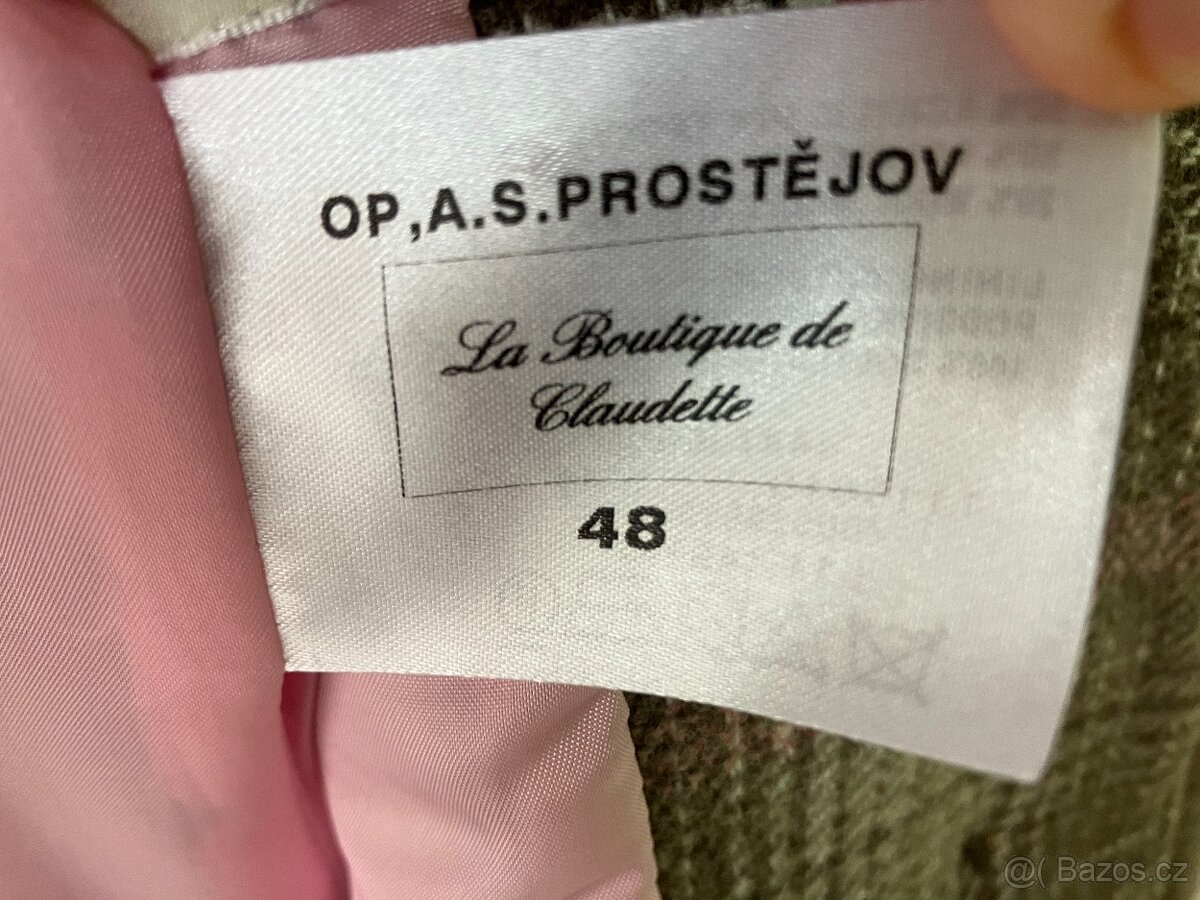 OP,A.S.PROSTĚJOV
La Boutique de
Claudette
48
@( Bazos.cz